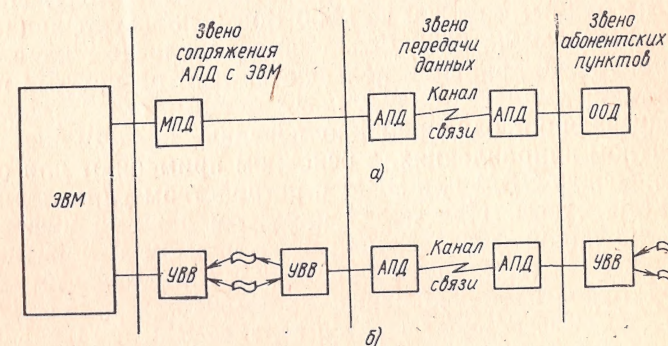 Звено
сопряжения
АПД с ЭВМ
Звено
передачи
данных
Звено
абонентских
пунктов
ЭВМ
МПД
АПД
Канал
связи
АПД
ООД
а)
УВВ
УВВ
АПД
Канал
связи
АПД
УВВ
б)